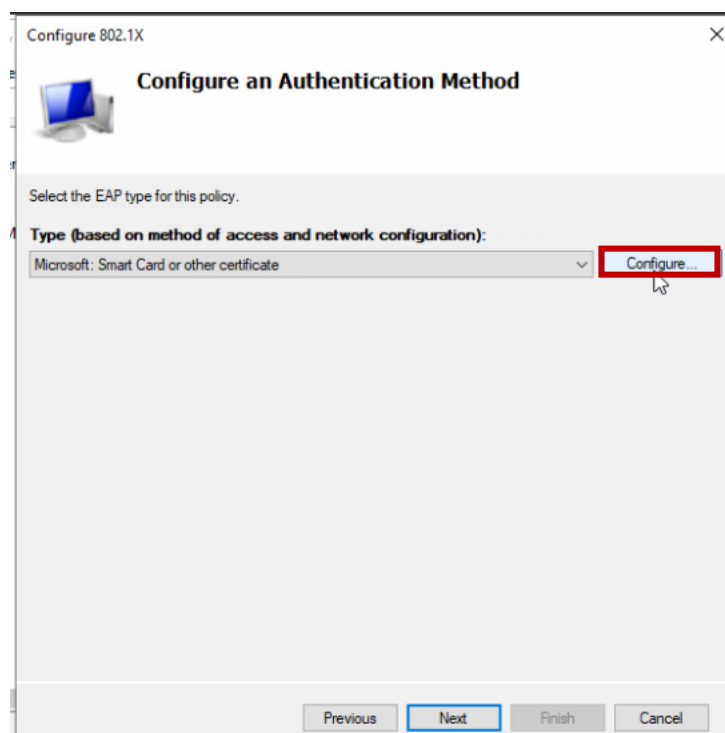 Configure 802.1X
Configure an Authentication Method
Select the EAP type for this policy.
Type (based on method of access and network configuration):
Microsoft: Smart Card or other certificate
Configure...
Previous Next Finish Cancel